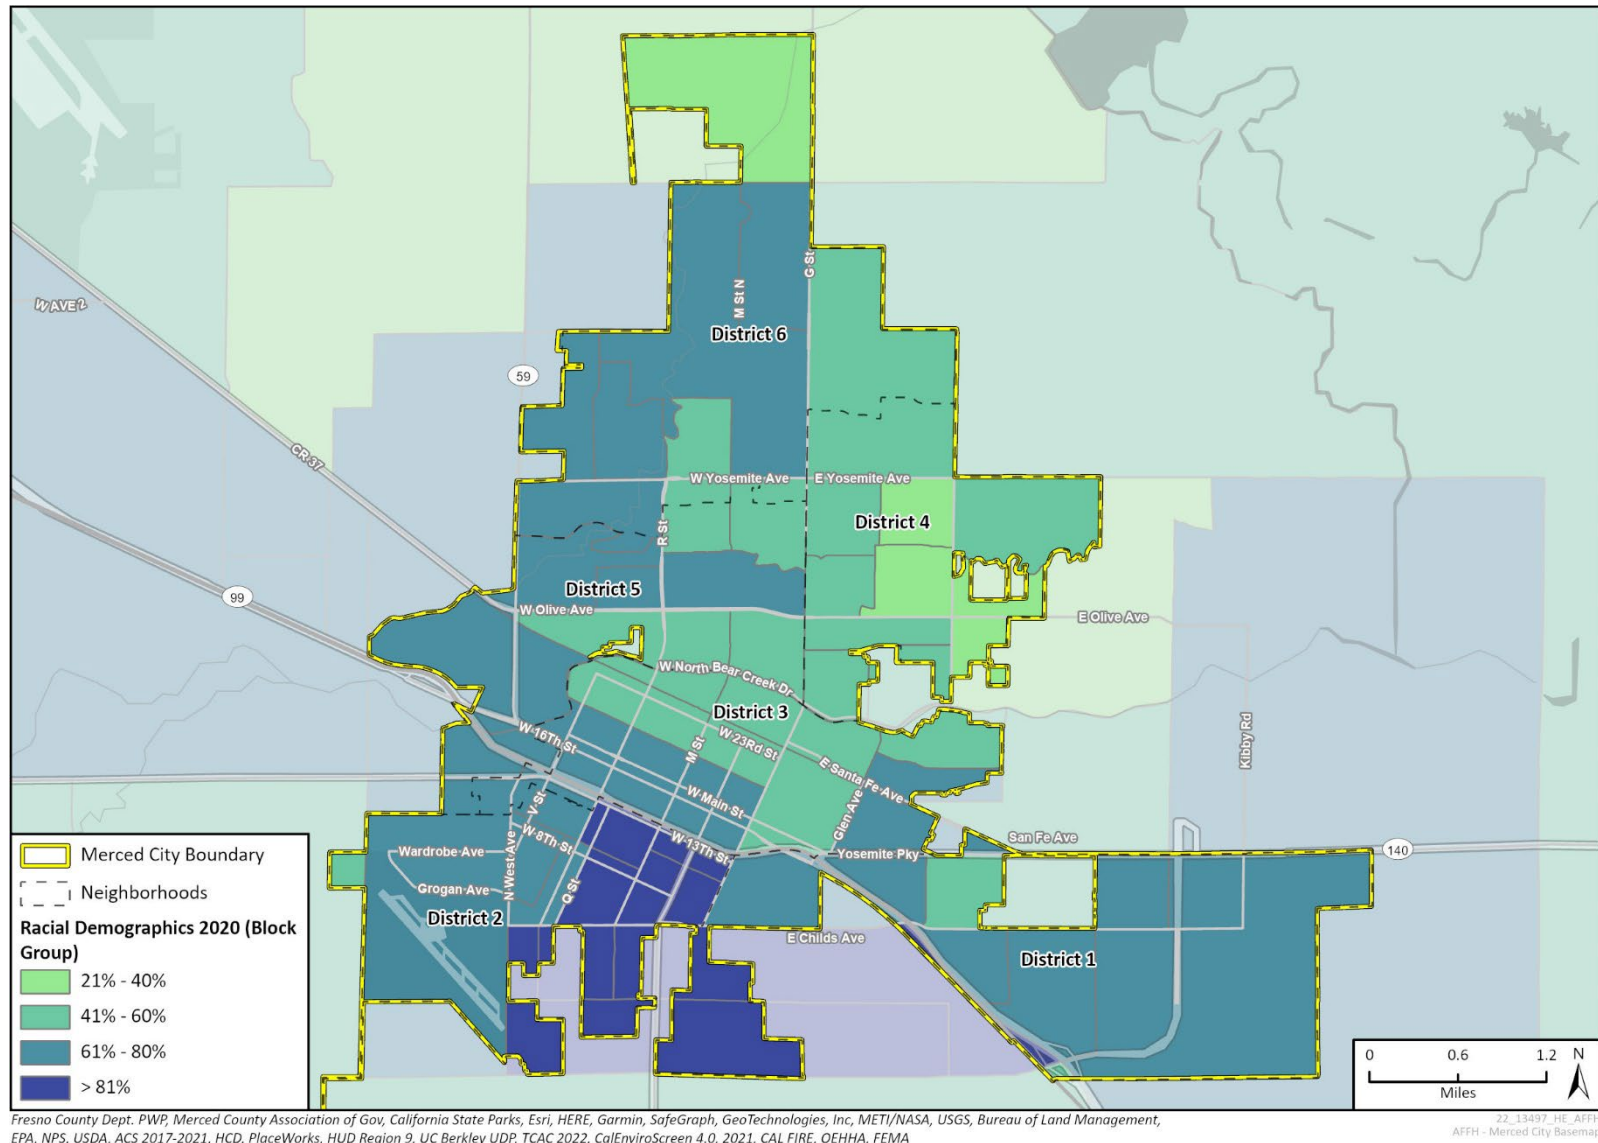 G St
M St N
W AVE 2
District 6
59
CR 37
W Yosemite Ave
E Yosemite Ave
District 4
R St
District 5
99
W Olive Ave
E Olive Ave
W North Bear Creek Dr
District 3
W 16Th St
M St
W 23Rd St
Kibby Rd
E Santa Fe Ave
W Main St
V St
Glen Ave
San Fe Ave
W 8Th St
W 13Th St
Yosemite Pky
140
Wardrobe Ave
N West Ave
Grogan Ave
Q St
District 2
E Childs Ave
District 1
Merced City Boundary
Neighborhoods
Racial Demographics 2020 (Block
Group)
21% - 40%
41% - 60%
61% - 80%
> 81%
0 0.6 1.2 N
Miles
Fresno County Dept. PWP, Merced County Association of Gov, California State Parks, Esri, HERE, Garmin, SafeGraph, GeoTechnologies, Inc, METI/NASA, USGS, Bureau of Land Management,
EPA, NPS, USDA, ACS 2017-2021, HCD, PlaceWorks, HUD Region 9, UC Berkley UDP, TCAC 2022, CalEnviroScreen 4.0, 2021, CAL FIRE, OEHHA, FEMA
22_13497_HE_AFFH
AFFH - Merced City Basemap